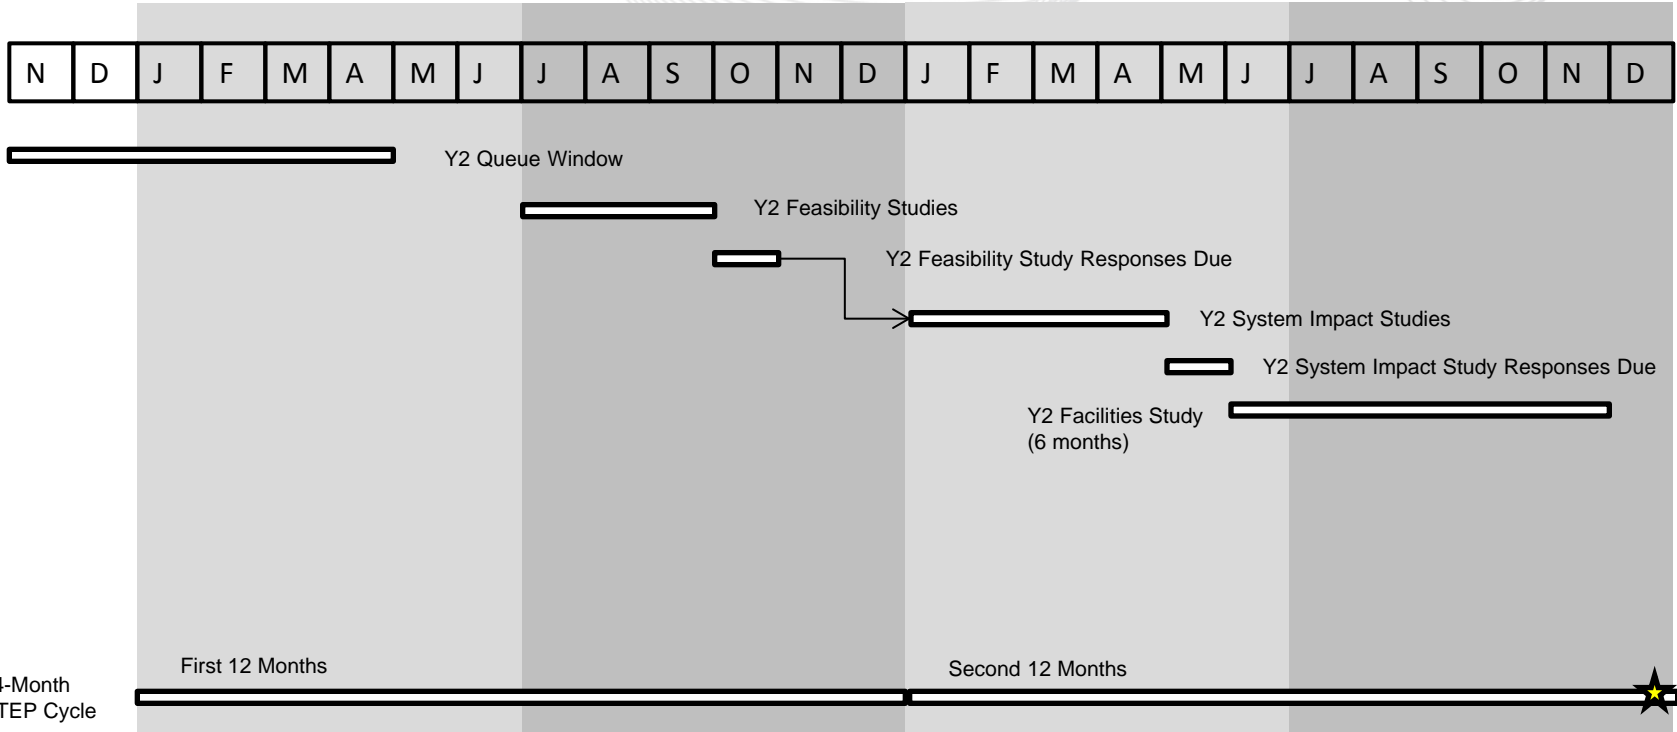 N D J F M A M J J A S O N D J F M A M J J A S O N D
Y2 Queue Window
Y2 Feasibility Studies
Y2 Feasibility Study Responses Due
Y2 System Impact Studies
Y2 System Impact Study Responses Due
Y2 Facilities Study
(6 months)
First 12 Months
Second 12 Months
4-Month
TEP Cycle